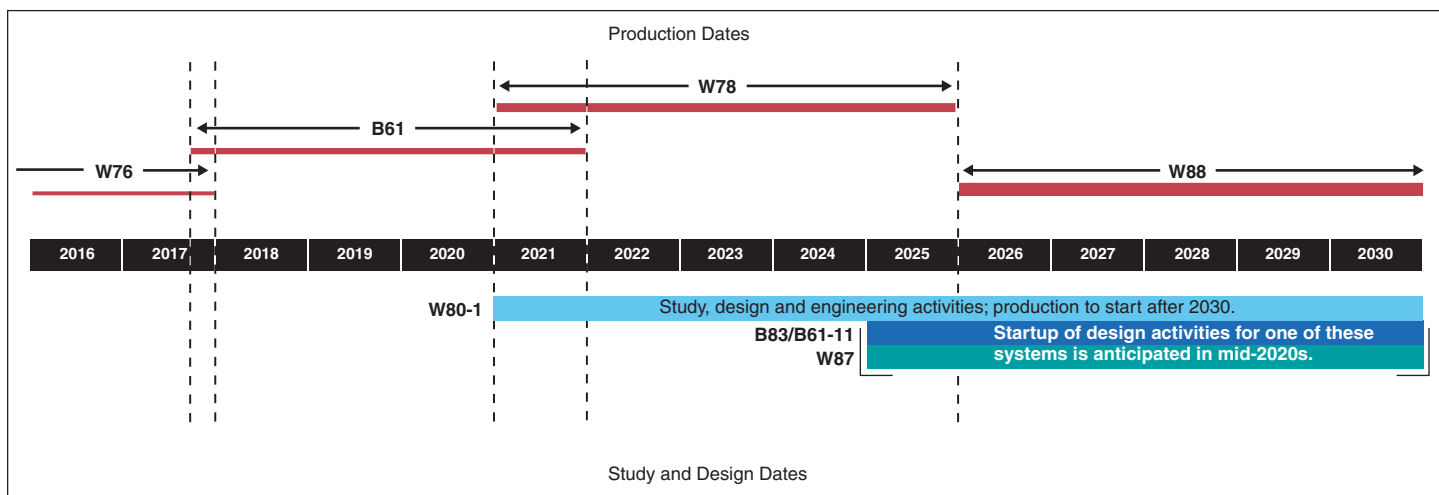 Production Dates
W78
B61
W76
W88
2016 2017 2018 2019 2020 2021 2022 2023 2024 2025 2026 2027 2028 2029 2030
W80-1 Study, design and engineering activities; production to start after 2030.
B83/B61-11 Startup of design activities for one of these
W87 systems is anticipated in mid-2020s.
Study and Design Dates